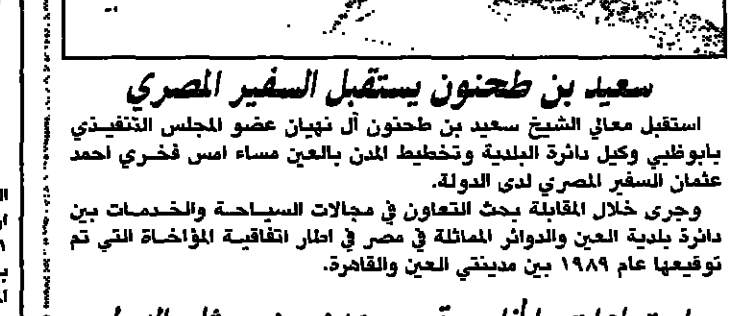 سعيد بن طحنون يستقبل السفير المصري
استقبل معالي الشيخ سعيد بن طحنون آل نهيان عضو المجلس التنفيذي
بابوظبي وكيل دائرة البلدية وتخطيط المدن بالعين مساء امس فخري احمد
عثمان السفير المصري لدى الدولة.
وجرى خلال المقابلة بحث التعاون في مجالات السياحة والخدمات بين
دائرة بلدية العين والدوائر المماثلة في مصر في اطار اتفاقية المؤاخاة التي تم
توقيعها عام ١٩٨٩ بين مدينتي العين والقاهرة.